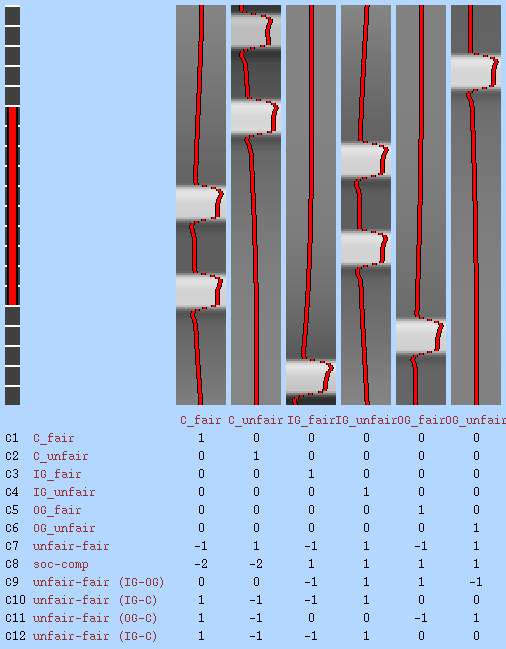 C_fair C_unfair IG_fair IG_unfair OG_fair OG_unfair
C1 C_fair 1 0 0 0 0 0
C2 C_unfair 0 1 0 0 0 0
C3 IG_fair 0 0 1 0 0 0
C4 IG_unfair 0 0 0 1 0 0
C5 OG_fair 0 0 0 0 1 0
C6 OG_unfair 0 0 0 0 0 1
C7 unfair-fair -1 1 -1 1 -1 1
C8 soc-comp -2 -2 1 1 1 1
C9 unfair-fair (IG-OG) 0 0 -1 1 1 -1
C10 unfair-fair (IG-C) 1 -1 -1 1 0 0
C11 unfair-fair (OG-C) 1 -1 0 0 -1 1
C12 unfair-fair (IG-C) 1 -1 -1 1 0 0